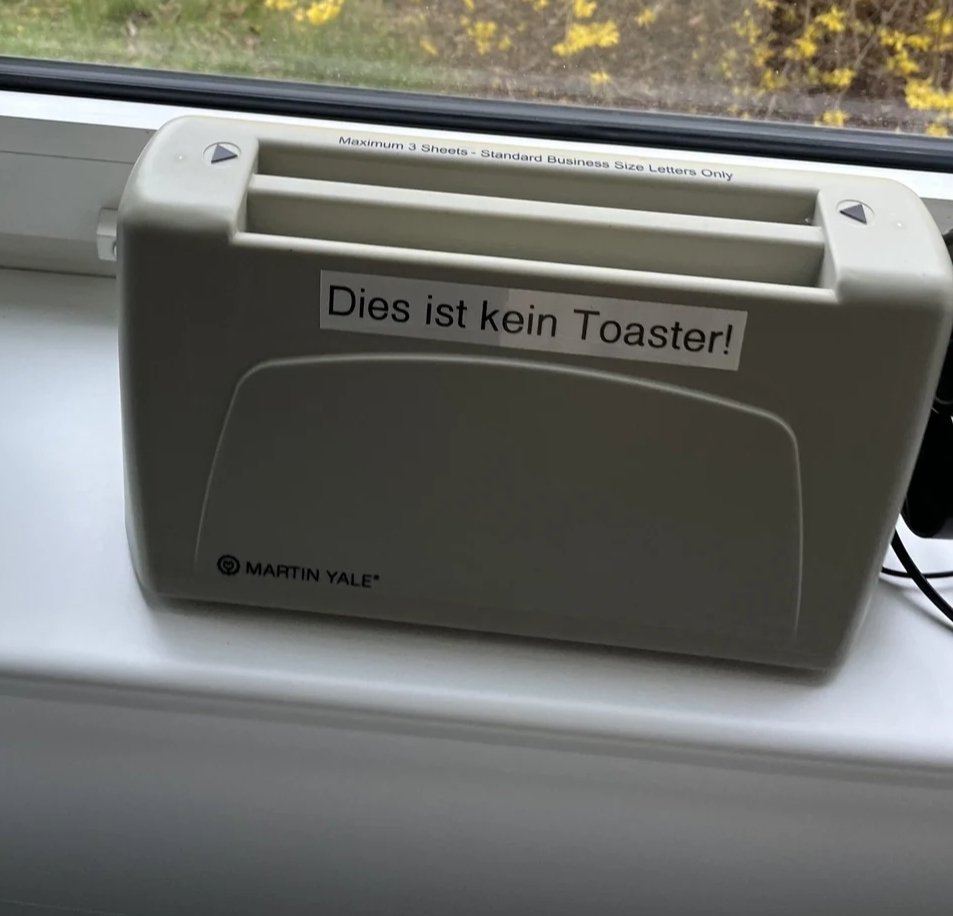 Maximum 3 Sheets - Standard Business Size Letters Only
Dies ist kein Toaster!
MARTIN YALE®